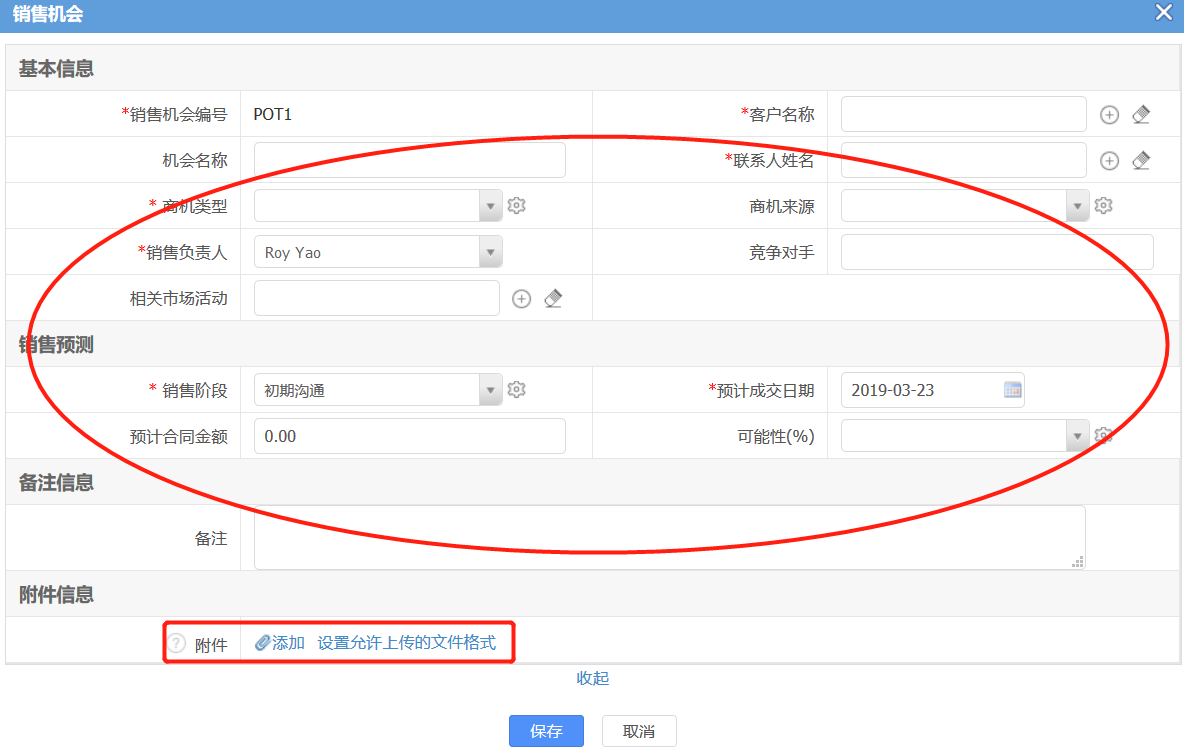 销售机会
基本信息
*销售机会编号 POT1 *客户名称
机会名称 *联系人姓名
* 商机类型 商机来源
*销售负责人 Roy Yao 竞争对手
相关市场活动
销售预测
* 销售阶段 初期沟通 *预计成交日期 2019-03-23
预计合同金额 0.00 可能性(%)
备注信息
备注
附件信息
? 附件 添加 设置允许上传的文件格式
收起
保存 取消